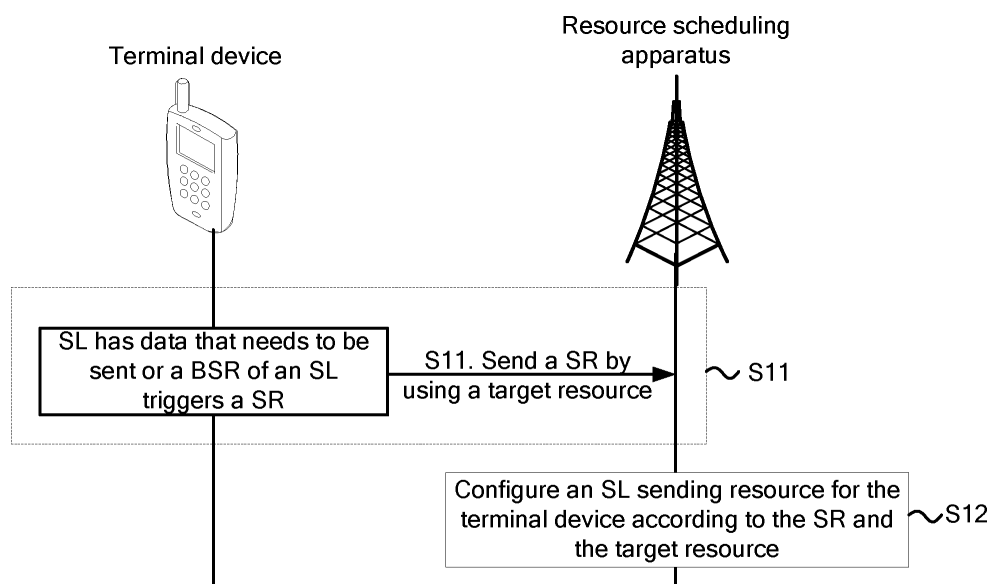 Terminal device
Resource scheduling
apparatus
SL has data that needs to be
sent or a BSR of an SL
triggers a SR
S11. Send a SR by
using a target resource
S11
Configure an SL sending resource for the
terminal device according to the SR and
the target resource
S12